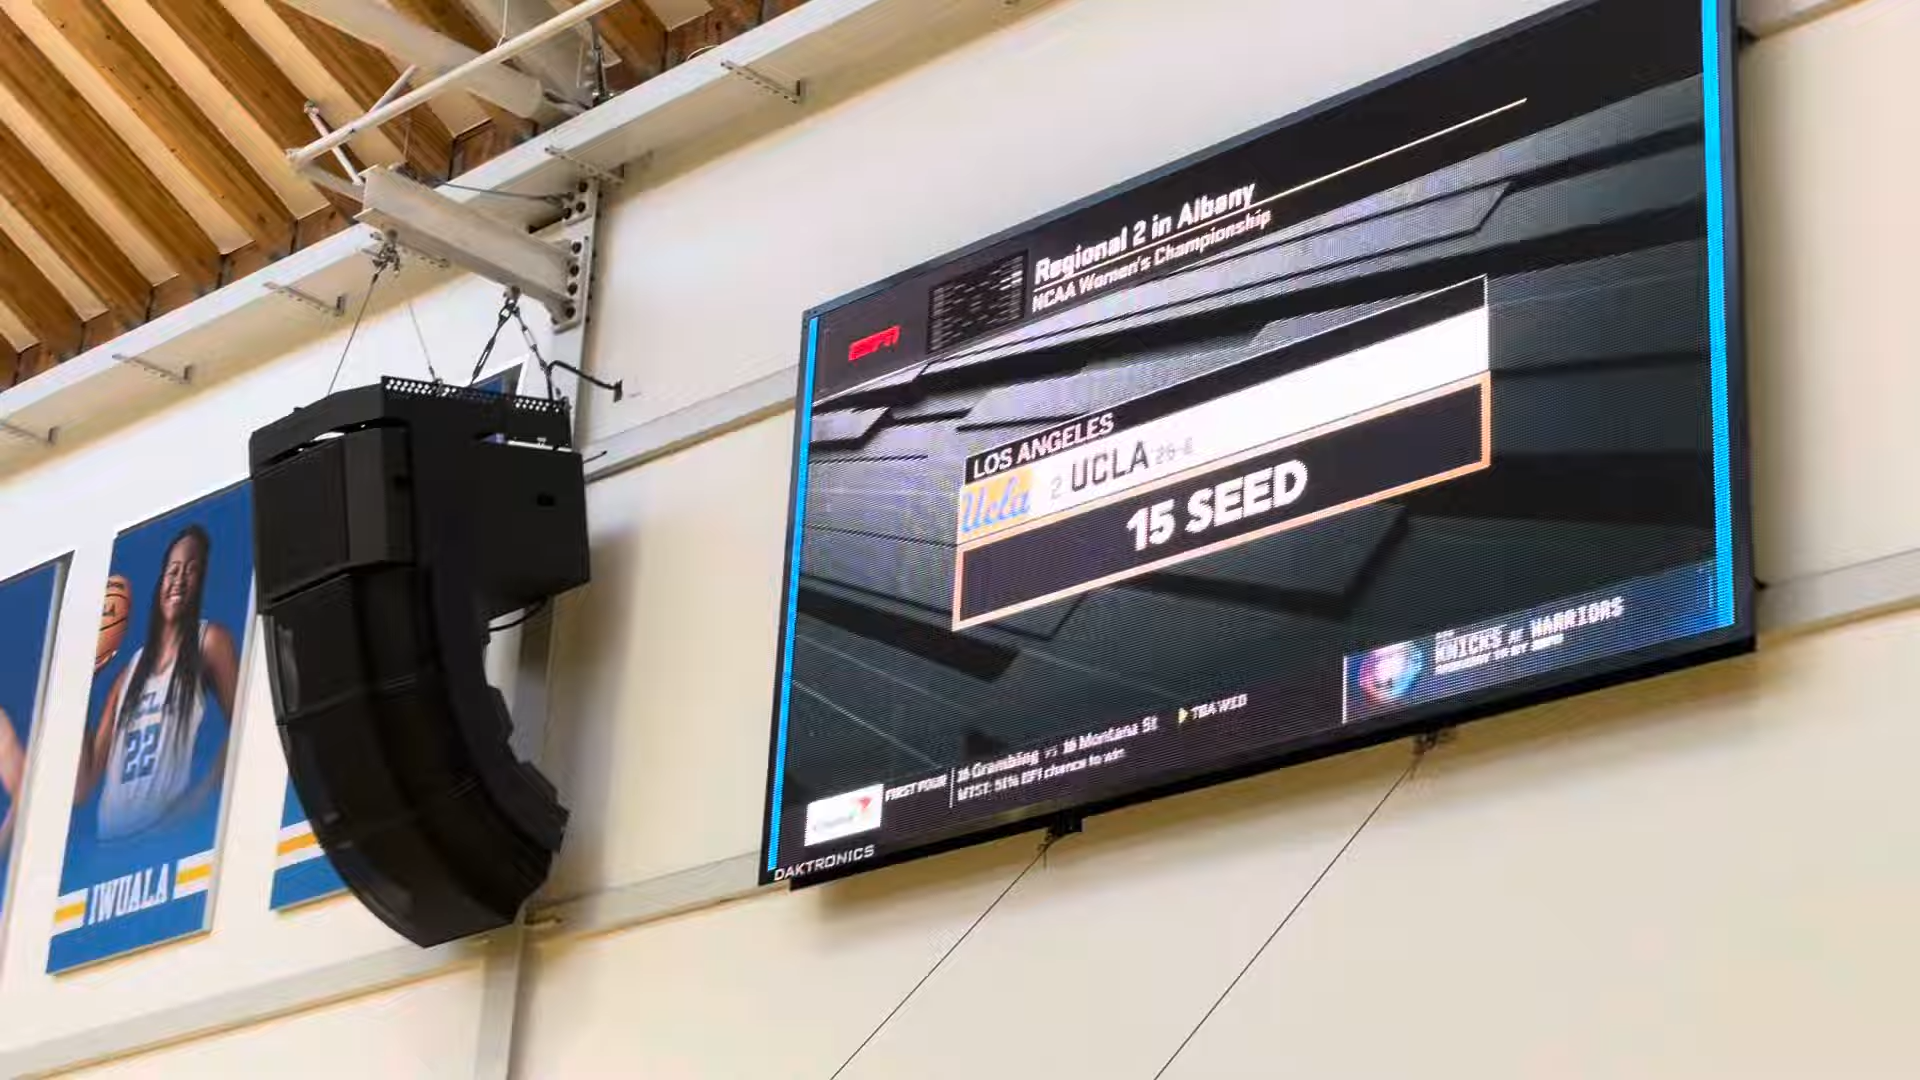 Regional 2 in Albany
NCAA Women's Championship
ESPN
LOS ANGELES
Ucla 2 UCLA
15 SEED
KNICKS AT WARRIORS
FIRST FOUR
16 Grambling vs 16 Montana St
MTST: 51% BPI chance to win
TBA WED
DAKTRONICS
22
IWUALA